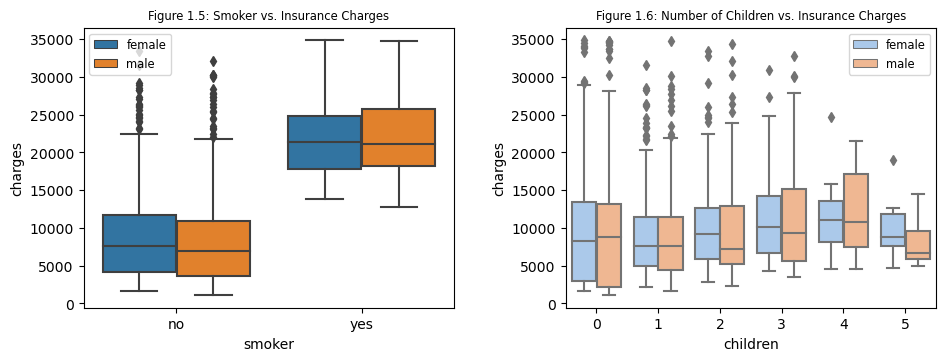 Figure 1.5: Smoker vs. Insurance Charges
female
male
35000
30000
25000
20000
15000
10000
5000
0
charges
no
yes
smoker
Figure 1.6: Number of Children vs. Insurance Charges
female
male
35000
30000
25000
20000
15000
10000
5000
0
charges
0
1
2
3
4
5
children